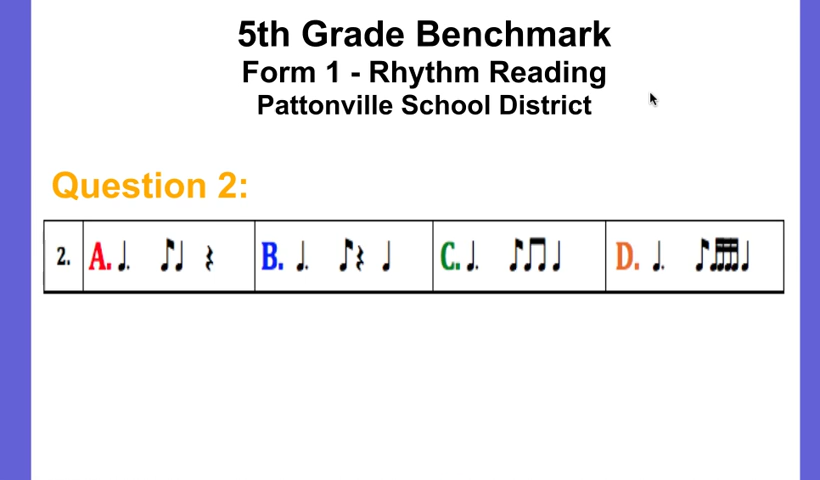 5th Grade Benchmark
Form 1 - Rhythm Reading
Pattonville School District
Question 2:
2. A. B. C. D.